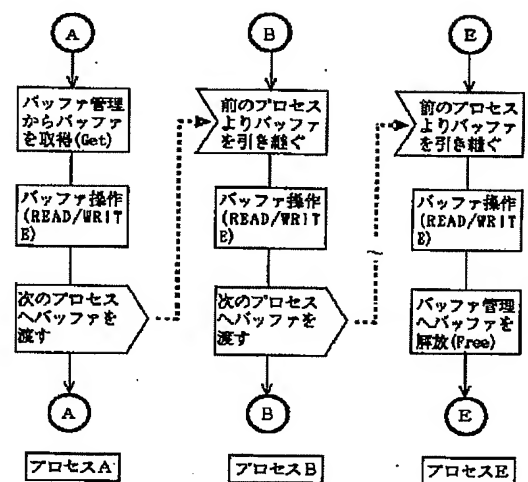 A
バッファ管理
からバッファ
を取得(Get)
バッファ操作
(READ/WRIT
E)
次のプロセス
へバッファを
渡す
A
プロセスA
B
前のプロセス
よりバッファ
を引き継ぐ
バッファ操作
(READ/WRIT
E)
次のプロセス
へバッファを
渡す
B
プロセスB
E
前のプロセス
よりバッファ
を引き継ぐ
バッファ操作
(READ/WRIT
E)
バッファ管理
へバッファを
解放(Free)
E
プロセスE